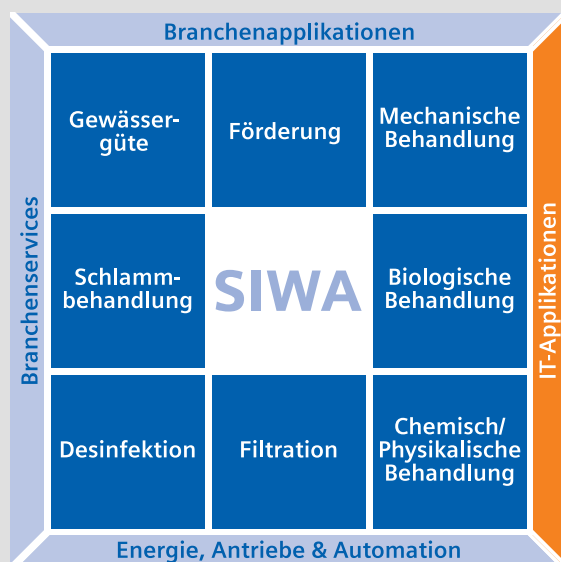 Branchenapplikationen
Gewässer-
güte
Förderung
Mechanische
Behandlung
Branchenservices
Schlamm-
behandlung
SIWA
Biologische
Behandlung
IT-Applikationen
Desinfektion
Filtration
Chemisch/
Physikalische
Behandlung
Energie, Antriebe & Automation